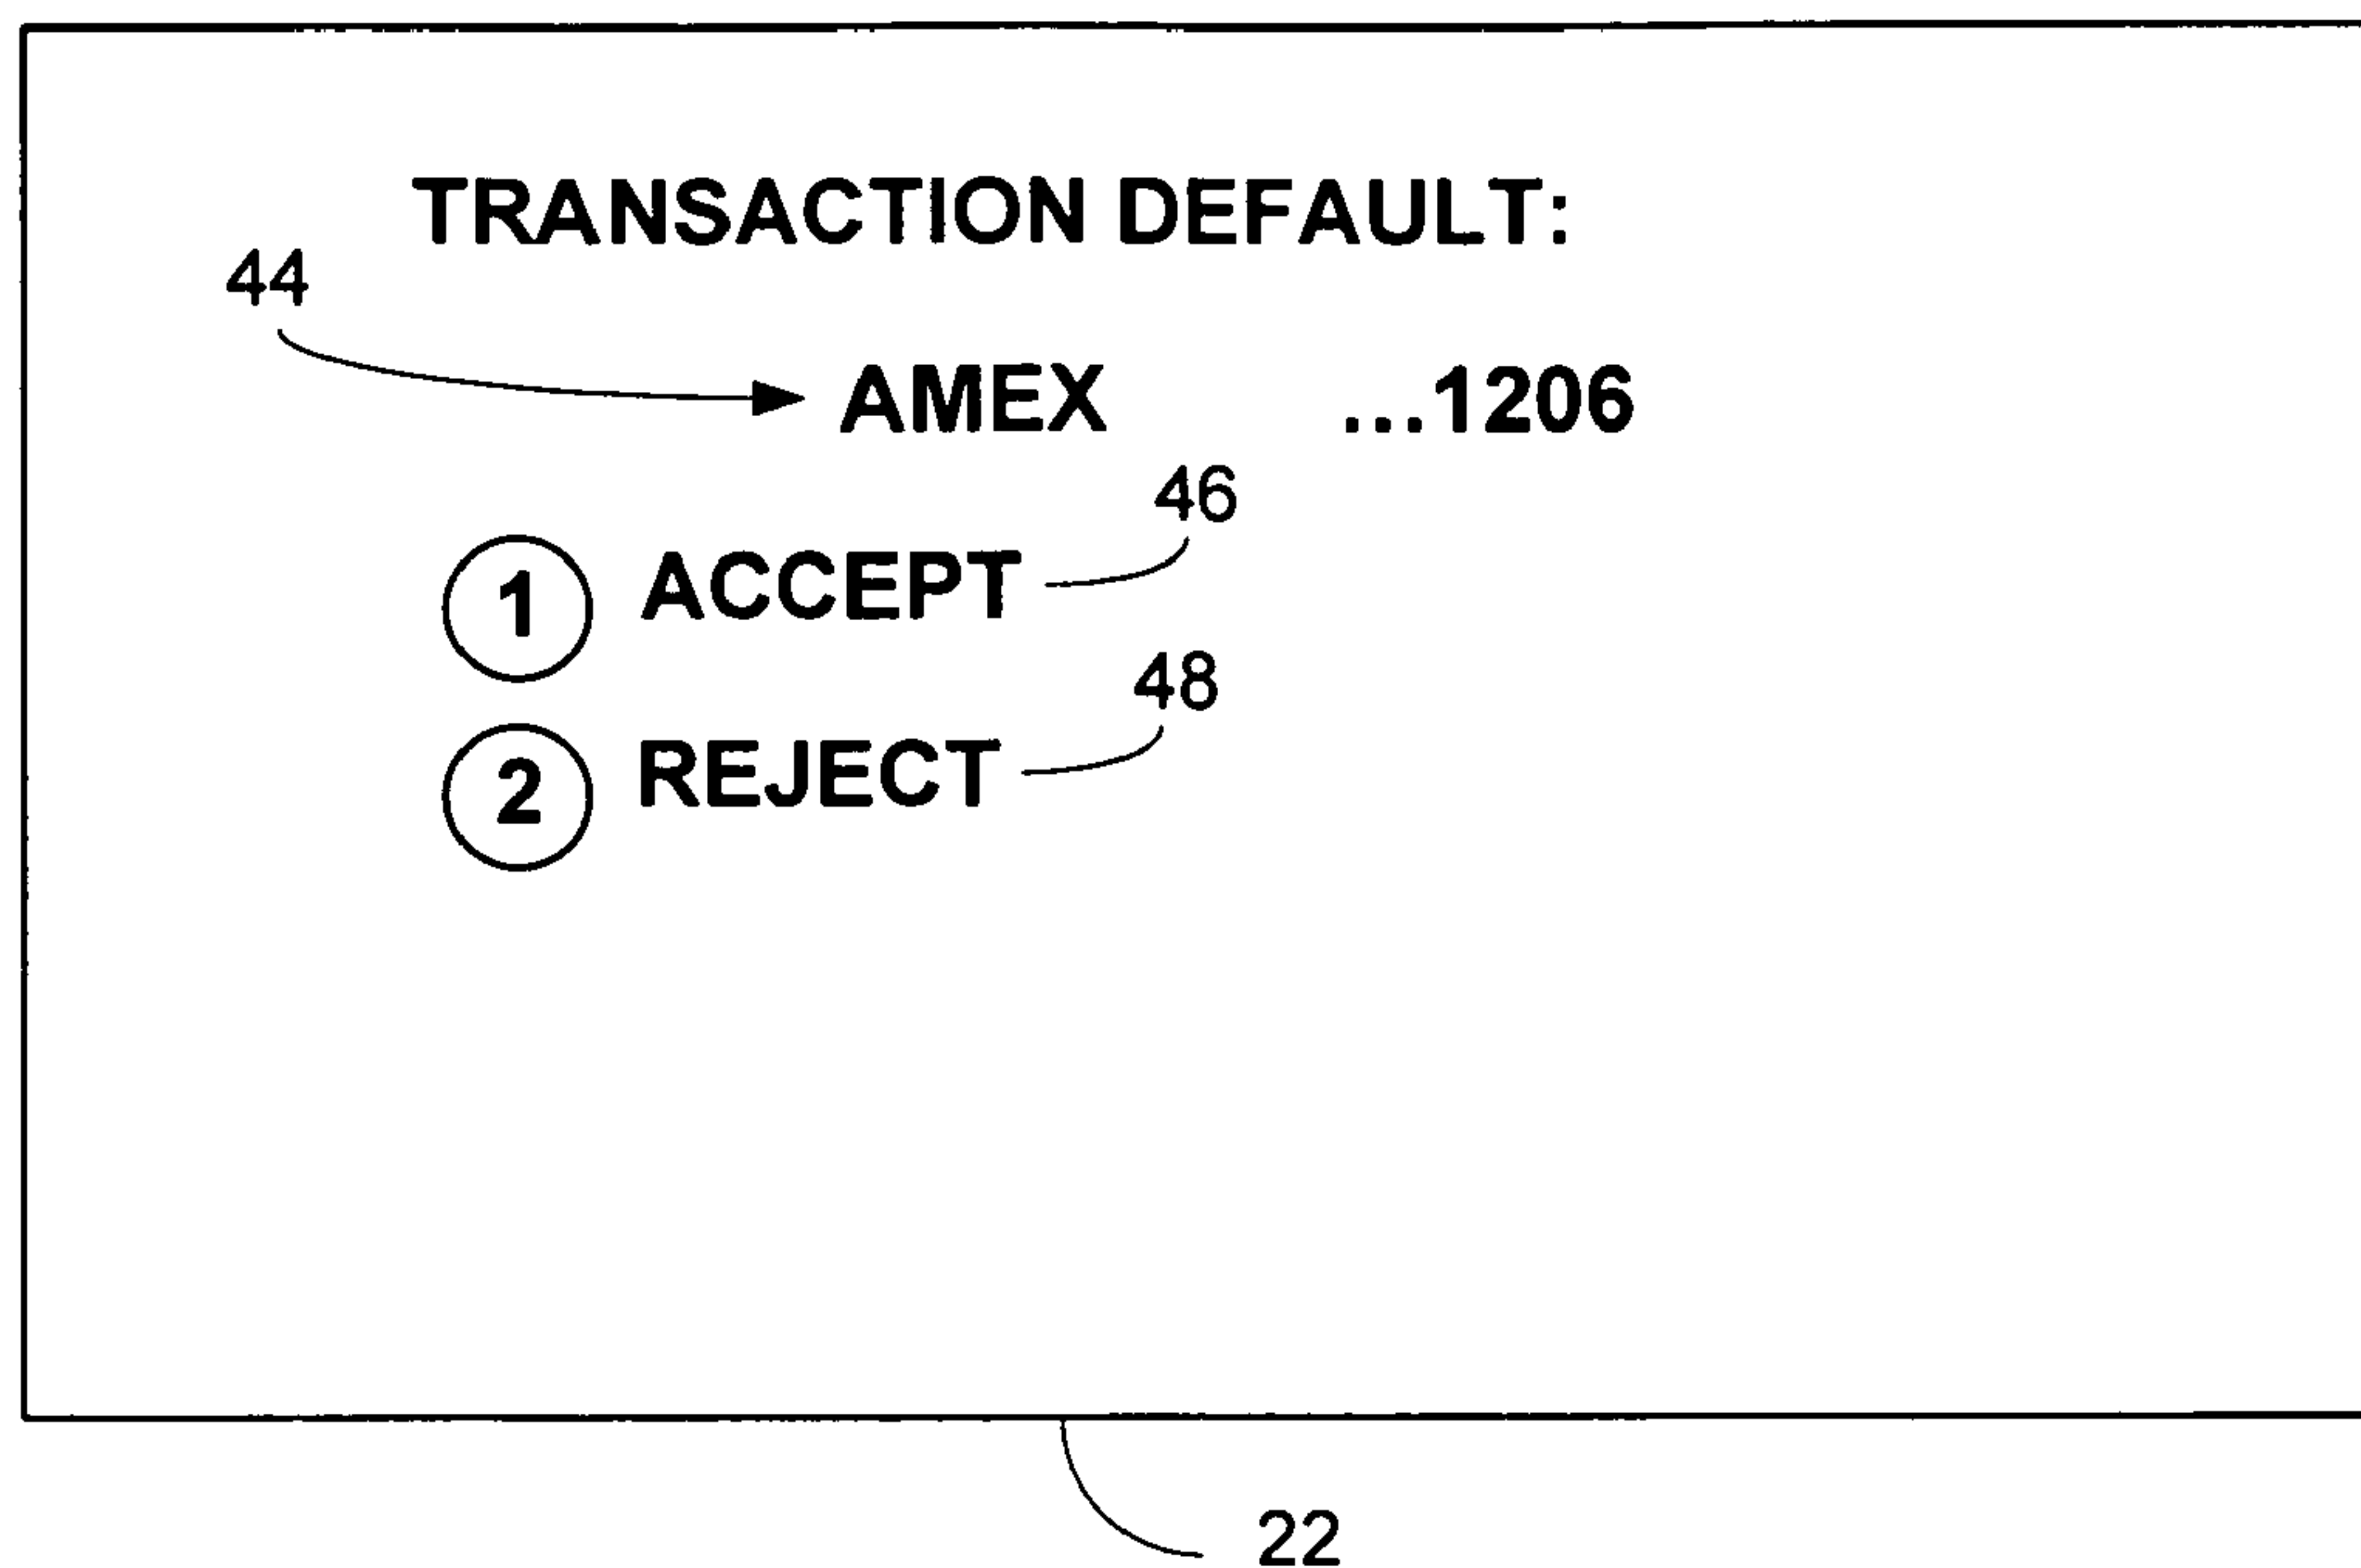 TRANSACTION DEFAULT:
44
AMEX ...1206
46
1 ACCEPT
48
2 REJECT
22